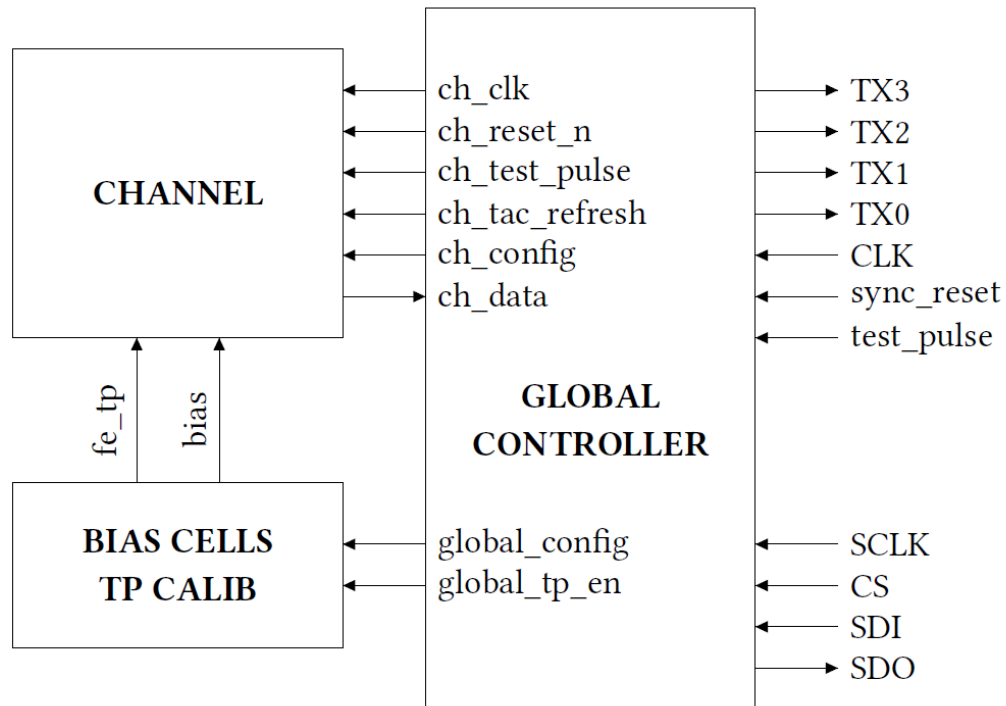 CHANNEL
ch_clk
ch_reset_n
ch_test_pulse
ch_tac_refresh
ch_config
ch_data
TX3
TX2
TX1
TX0
CLK
sync_reset
test_pulse
fe_tp
bias
GLOBAL
CONTROLLER
BIAS CELLS
TP CALIB
global_config
global_tp_en
SCLK
CS
SDI
SDO